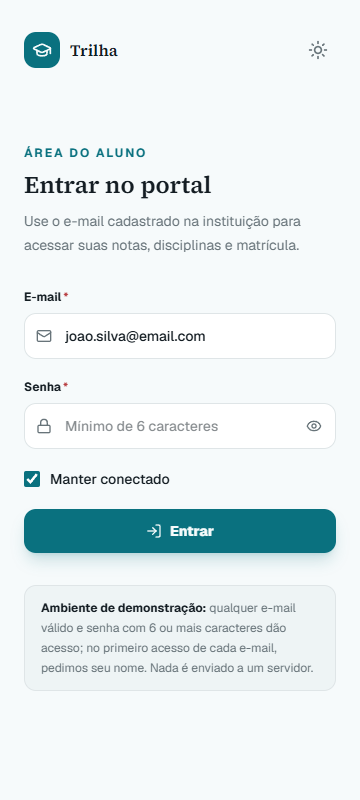 Trilha
ÁREA DO ALUNO
Entrar no portal
Use o e-mail cadastrado na instituição para
acessar suas notas, disciplinas e matrícula.
E-mail *
joao.silva@email.com
Senha *
Mínimo de 6 caracteres
Manter conectado
Entrar
Ambiente de demonstração: qualquer e-mail
válido e senha com 6 ou mais caracteres dão
acesso; no primeiro acesso de cada e-mail,
pedimos seu nome. Nada é enviado a um servidor.